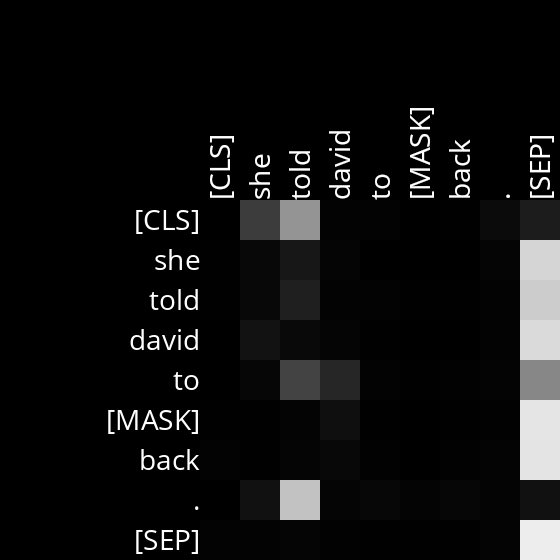 [CLS] she told david to [MASK] back . [SEP]
[CLS]
she
told
david
to
[MASK]
back
.
[SEP]